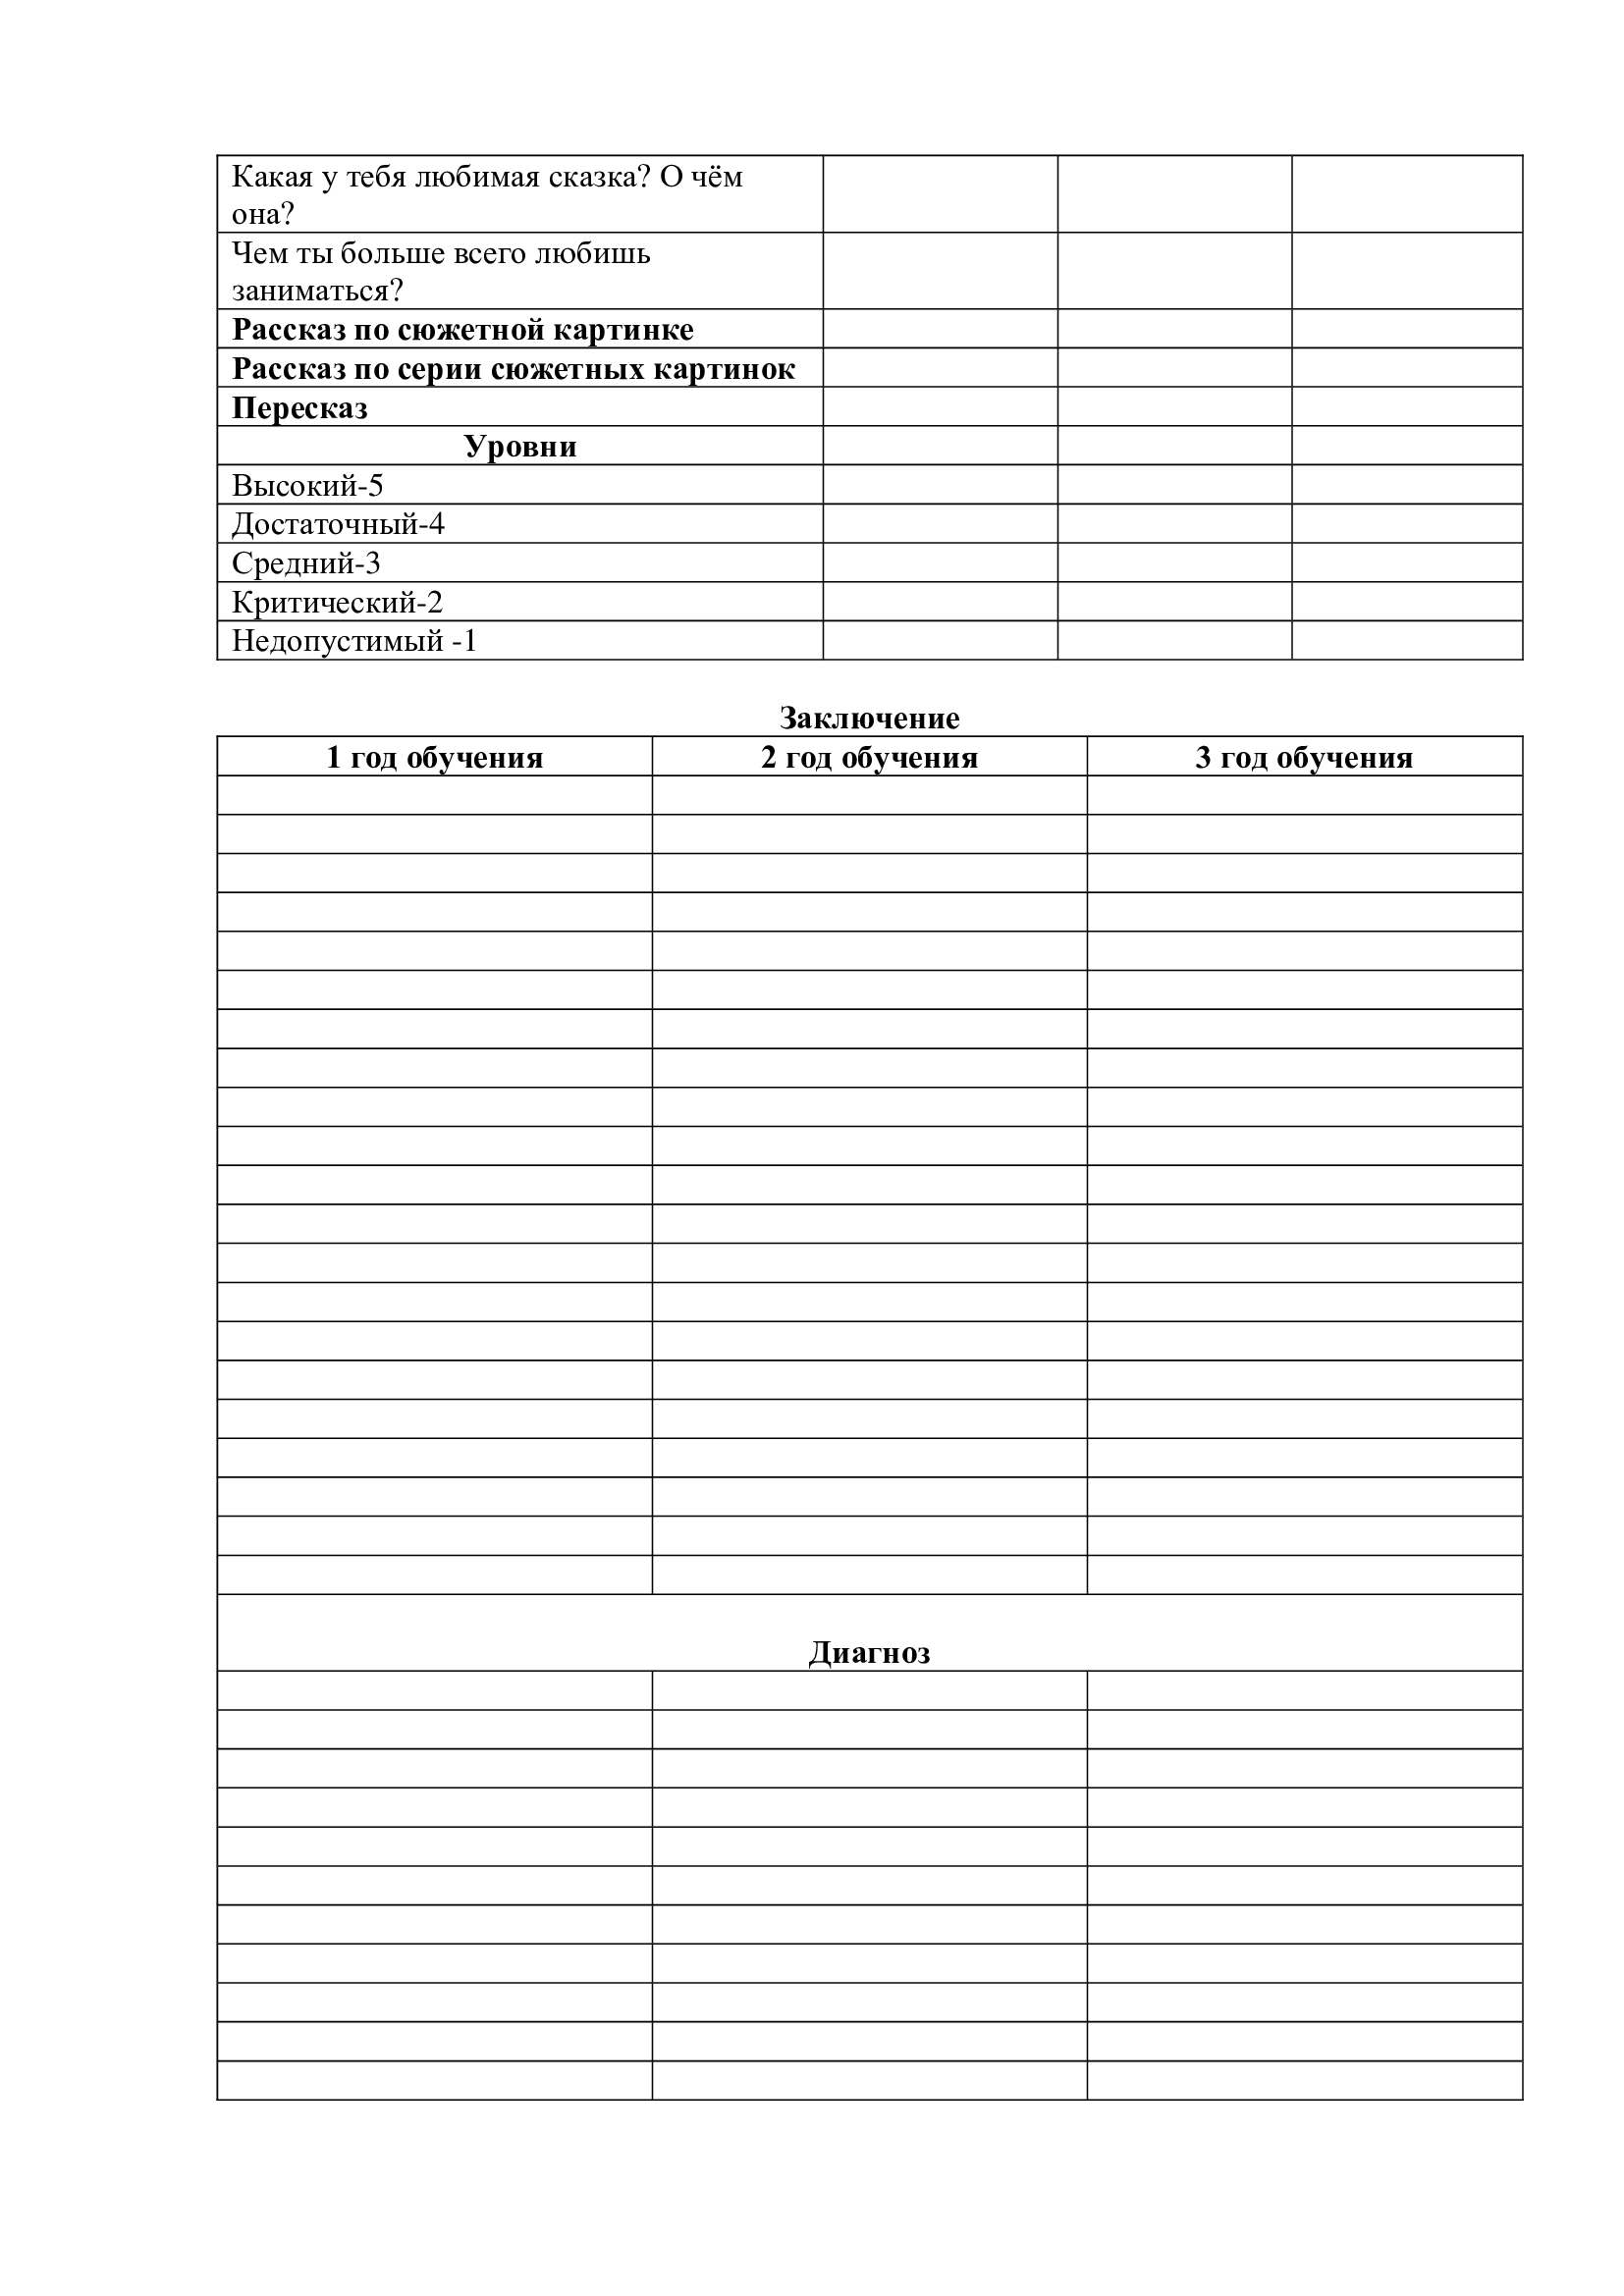 Какая у тебя любимая сказка? О чём
она?
Чем ты больше всего любишь
заниматься?
Рассказ по сюжетной картинке
Рассказ по серии сюжетных картинок
Пересказ
Уровни
Высокий-5
Достаточный-4
Средний-3
Критический-2
Недопустимый -1
Заключение
1 год обучения 2 год обучения 3 год обучения
Диагноз